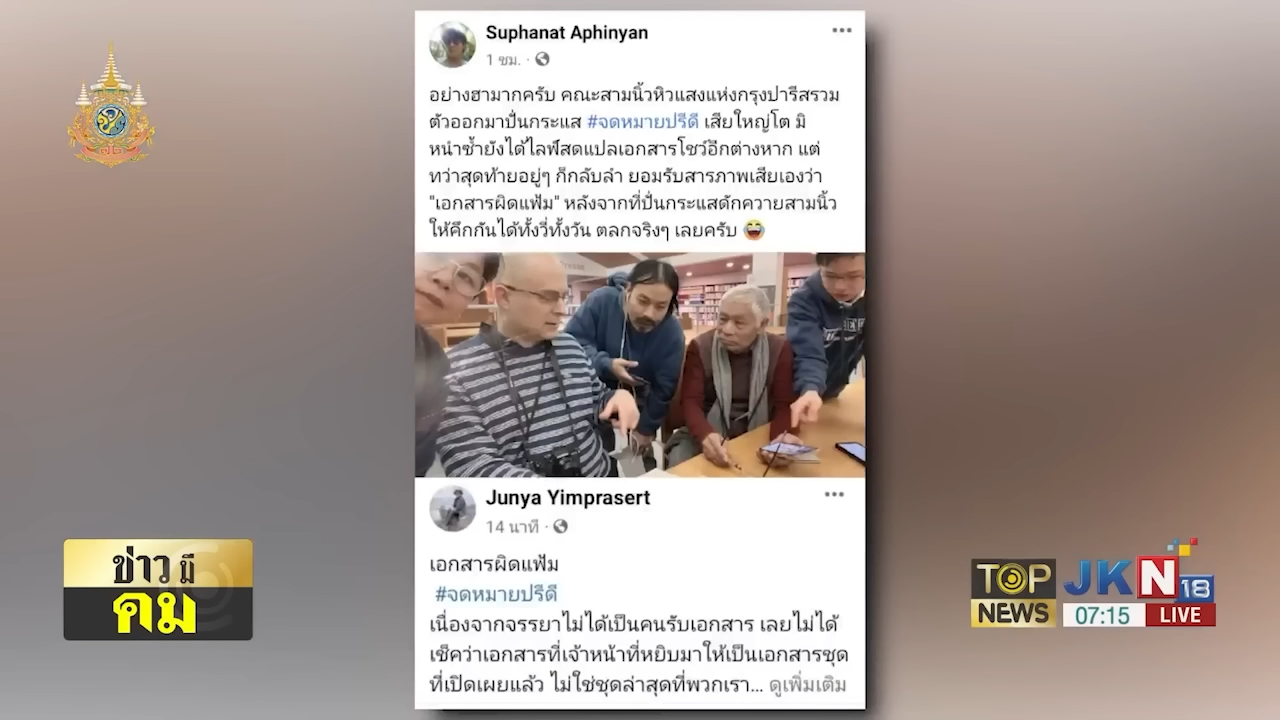 Suphanat Aphinyan
1 ชม.
อย่างฮามากครับ คณะสามนิ้วหิวแสงแห่งกรุงปารีสรวม
ตัวออกมาปั่นกระแส #จดหมายปรีดี เสียใหญ่โต มิ
หนำซ้ำยังได้ไลฟ์สดแปลเอกสารโชว์อีกต่างหาก แต่
ทว่าสุดท้ายอยู่ๆ ก็กลับลำ ยอมรับสารภาพเสียเองว่า
"เอกสารผิดแฟ้ม" หลังจากที่ปั่นกระแสดักควายสามนิ้ว
ให้คึกกันได้ทั้งวี่ทั้งวัน ตลกจริงๆ เลยครับ 😂
Junya Yimprasert
14 นาที
เอกสารผิดแฟ้ม
#จดหมายปรีดี
เนื่องจากจรรยาไม่ได้เป็นคนรับเอกสาร เลยไม่ได้
เช็คว่าเอกสารที่เจ้าหน้าที่หยิบมาให้เป็นเอกสารชุด
ที่เปิดเผยแล้ว ไม่ใช่ชุดล่าสุดที่พวกเรา... ดูเพิ่มเติม
ข่าวมี
คม
TOP
NEWS
JKN
18
07:15
LIVE